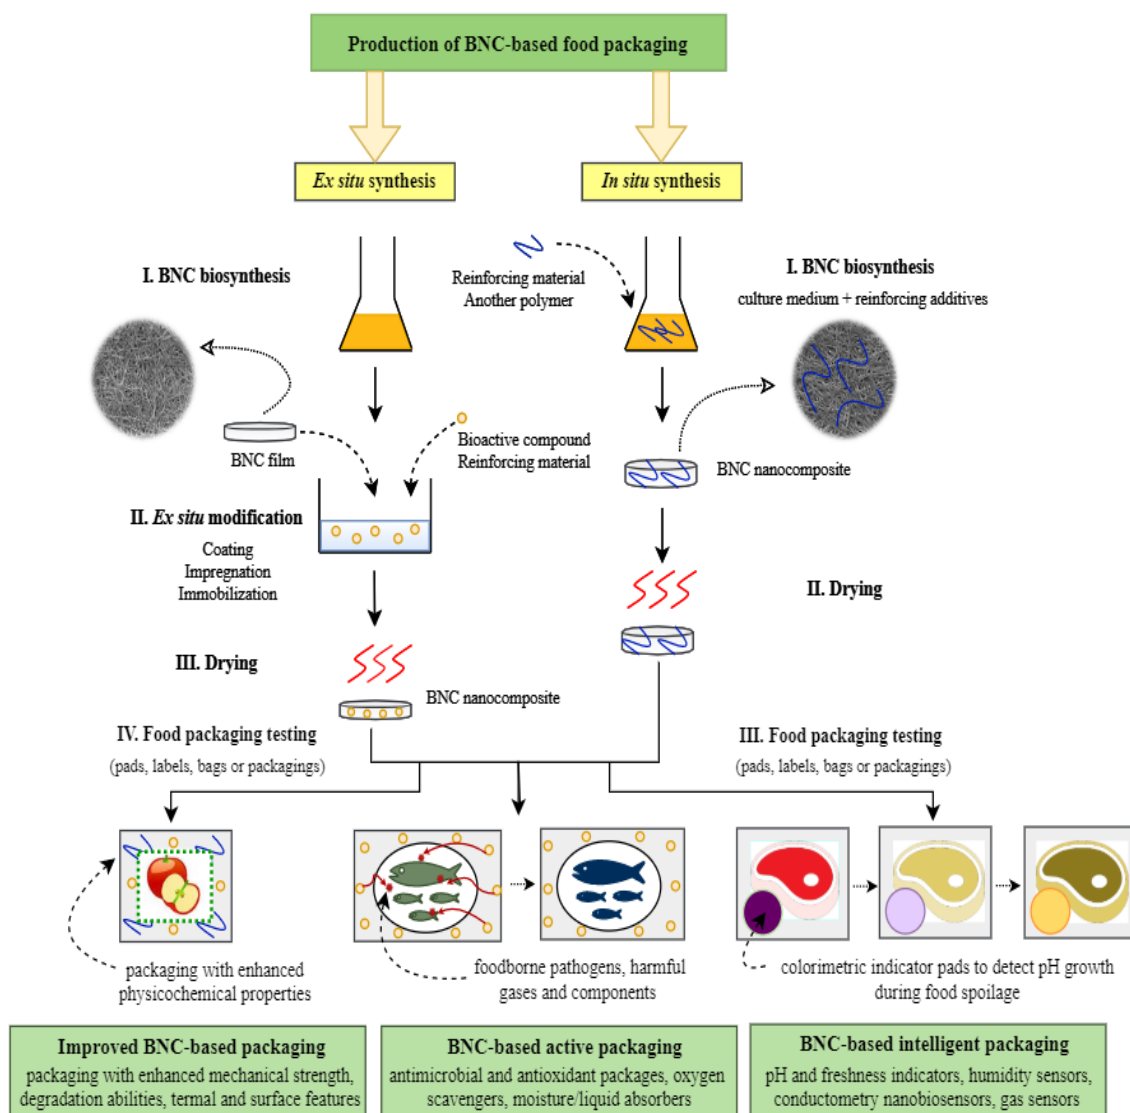 Production of BNC-based food packaging
Ex situ synthesis
In situ synthesis
I. BNC biosynthesis
Reinforcing material
Another polymer
I. BNC biosynthesis
culture medium + reinforcing additives
BNC film
Bioactive compound
Reinforcing material
BNC nanocomposite
II. Ex situ modification
Coating
Impregnation
Immobilization
II. Drying
III. Drying
BNC nanocomposite
IV. Food packaging testing
(pads, labels, bags or packagings)
III. Food packaging testing
(pads, labels, bags or packagings)
packaging with enhanced
physicochemical properties
foodborne pathogens, harmful
gases and components
colorimetric indicator pads to detect pH growth
during food spoilage
Improved BNC-based packaging
packaging with enhanced mechanical strength,
degradation abilities, termal and surface features
BNC-based active packaging
antimicrobial and antioxidant packages, oxygen
scavengers, moisture/liquid absorbers
BNC-based intelligent packaging
pH and freshness indicators, humidity sensors,
conductometry nanobiosensors, gas sensors